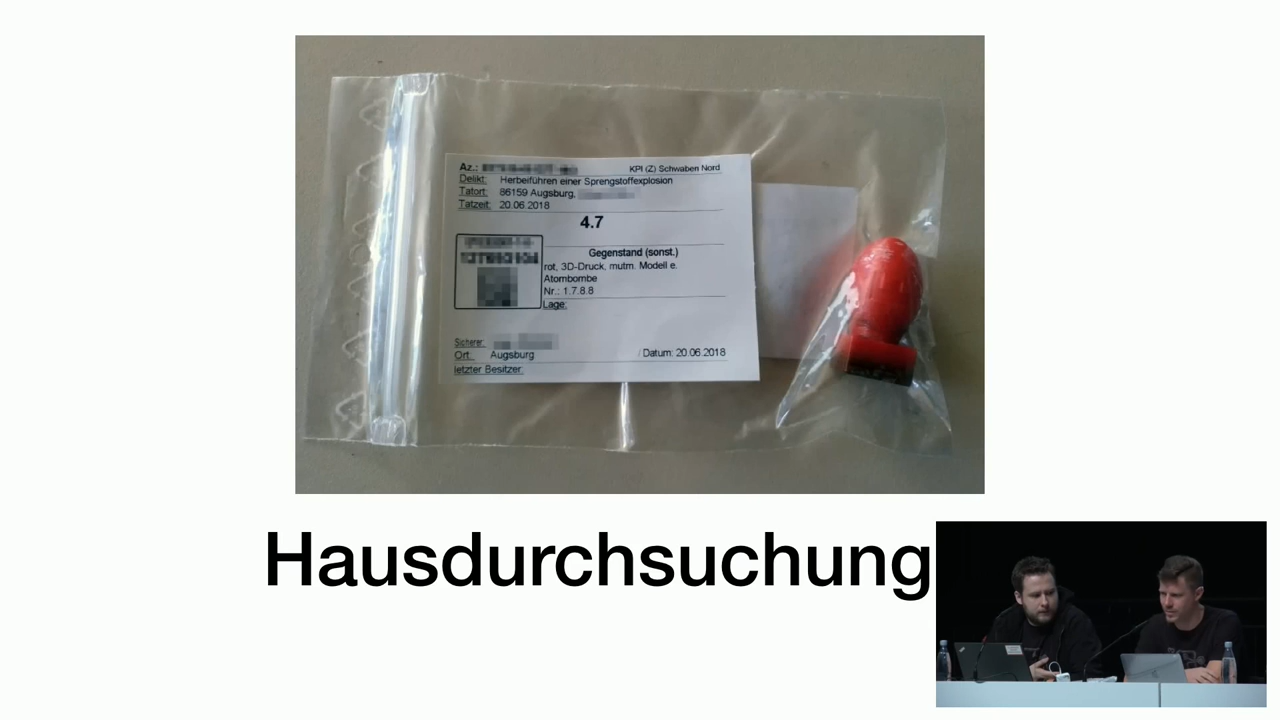 Az.:
KPI (Z) Schwaben Nord
Delikt: Herbeiführen einer Sprengstoffexplosion
Tatort: 86159 Augsburg,
Tatzeit: 20.06.2018
4.7
Gegenstand (sonst.)
rot, 3D-Druck, mutm. Modell e.
Atombombe
Nr.: 1.7.8.8
Lage:
Sicherer:
Ort: Augsburg
/ Datum: 20.06.2018
letzter Besitzer:
Hausdurchsuchung